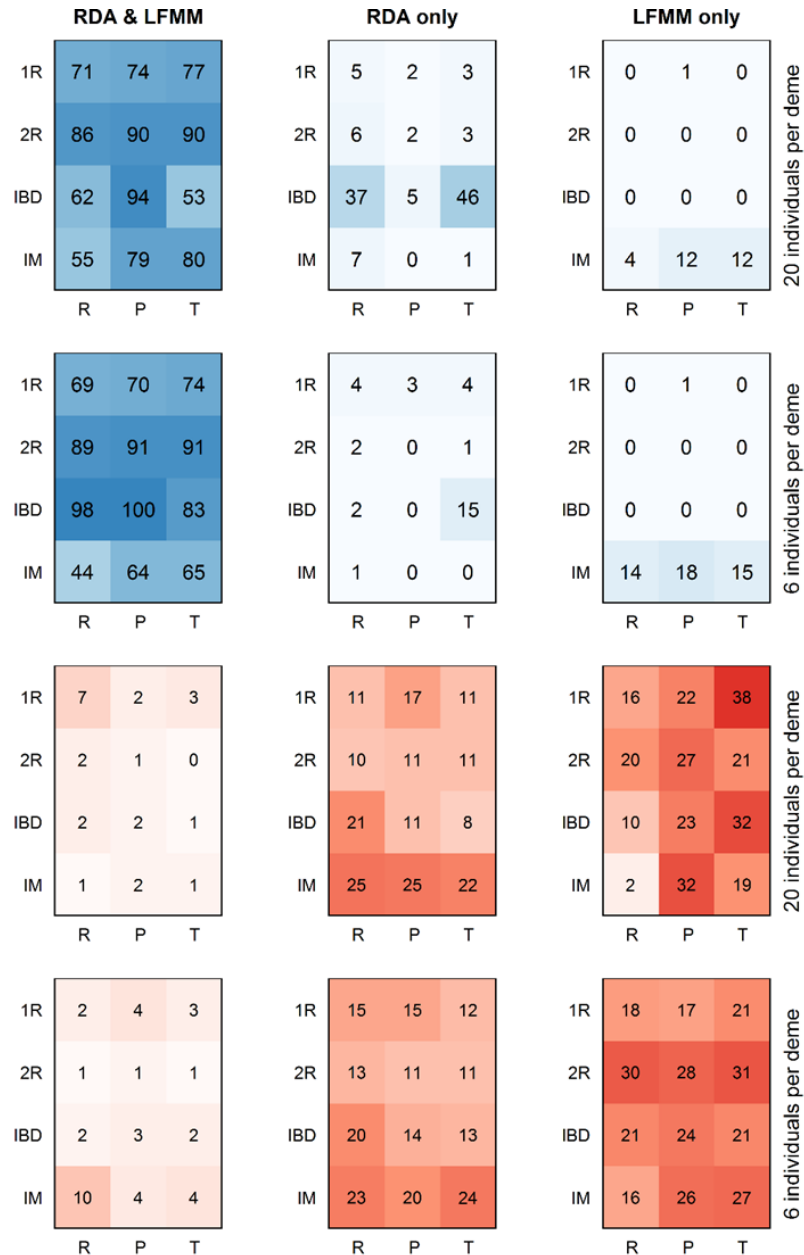 RDA & LFMM RDA only LFMM only
1R 71 74 77 1R 5 2 3 1R 0 1 0
2R 86 90 90 2R 6 2 3 2R 0 0 0
IBD 62 94 53 IBD 37 5 46 IBD 0 0 0
IM 55 79 80 IM 7 0 1 IM 4 12 12
R P T R P T R P T
20 individuals per deme
1R 69 70 74 1R 4 3 4 1R 0 1 0
2R 89 91 91 2R 2 0 1 2R 0 0 0
IBD 98 100 83 IBD 2 0 15 IBD 0 0 0
IM 44 64 65 IM 1 0 0 IM 14 18 15
R P T R P T R P T
6 individuals per deme
1R 7 2 3 1R 11 17 11 1R 16 22 38
2R 2 1 0 2R 10 11 11 2R 20 27 21
IBD 2 2 1 IBD 21 11 8 IBD 10 23 32
IM 1 2 1 IM 25 25 22 IM 2 32 19
R P T R P T R P T
20 individuals per deme
1R 2 4 3 1R 15 15 12 1R 18 17 21
2R 1 1 1 2R 13 11 11 2R 30 28 31
IBD 2 3 2 IBD 20 14 13 IBD 21 24 21
IM 10 4 4 IM 23 20 24 IM 16 26 27
R P T R P T R P T
6 individuals per deme